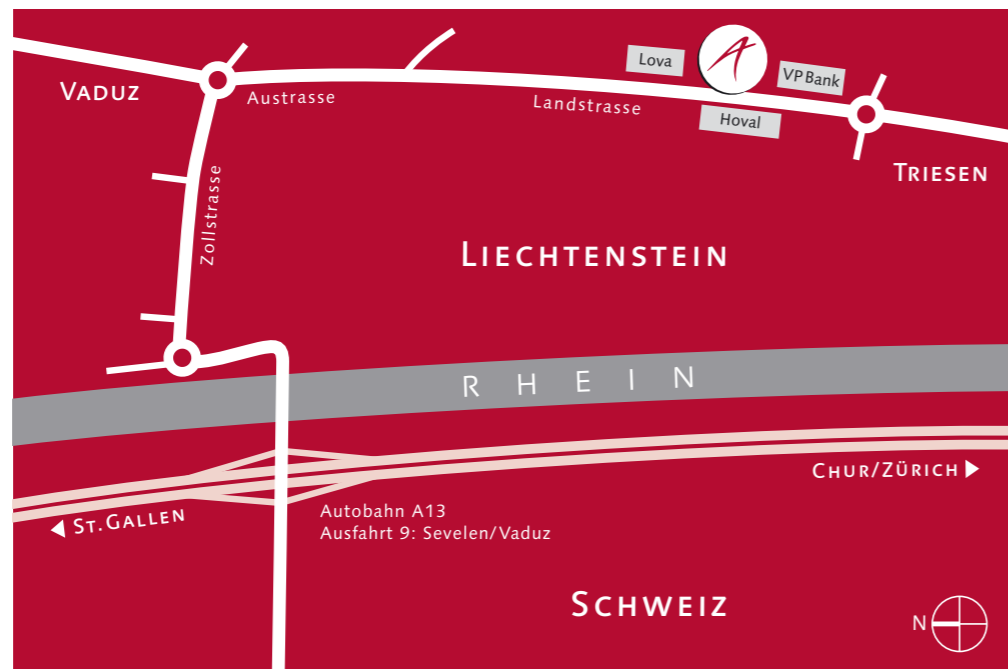 Lova
VP Bank
VADUZ
Austrasse
Landstrasse
Hoval
TRIESEN
Zollstrasse
LIECHTENSTEIN
RHEIN
CHUR/ZÜRICH
ST.GALLEN
Autobahn A13
Ausfahrt 9: Sevelen/Vaduz
SCHWEIZ
N